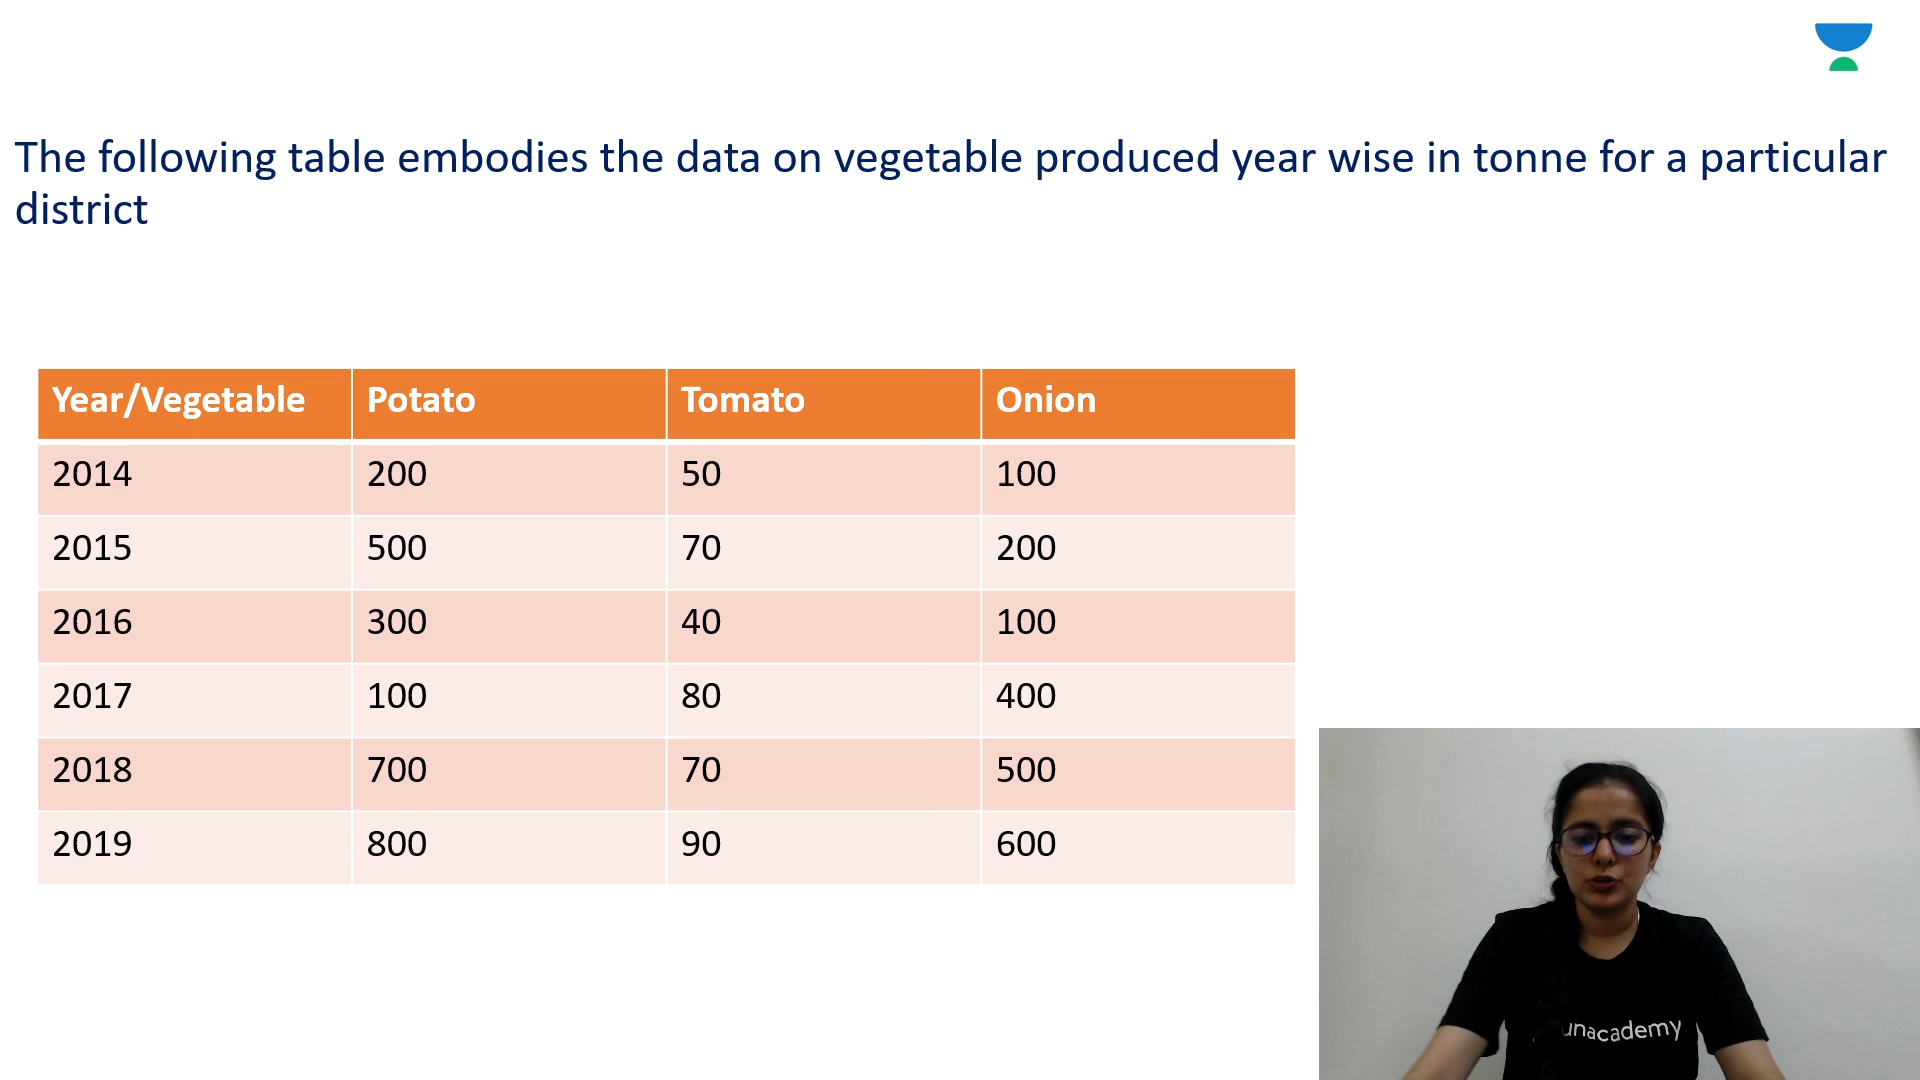 The following table embodies the data on vegetable produced year wise in tonne for a particular
district
Year/Vegetable Potato Tomato Onion
2014 200 50 100
2015 500 70 200
2016 300 40 100
2017 100 80 400
2018 700 70 500
2019 800 90 600
unacademy